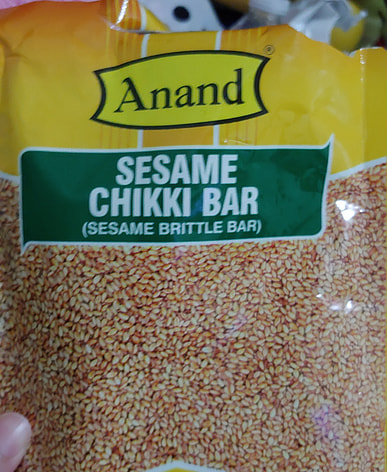 Anand®
SESAME
CHIKKI BAR
(SESAME BRITTLE BAR)